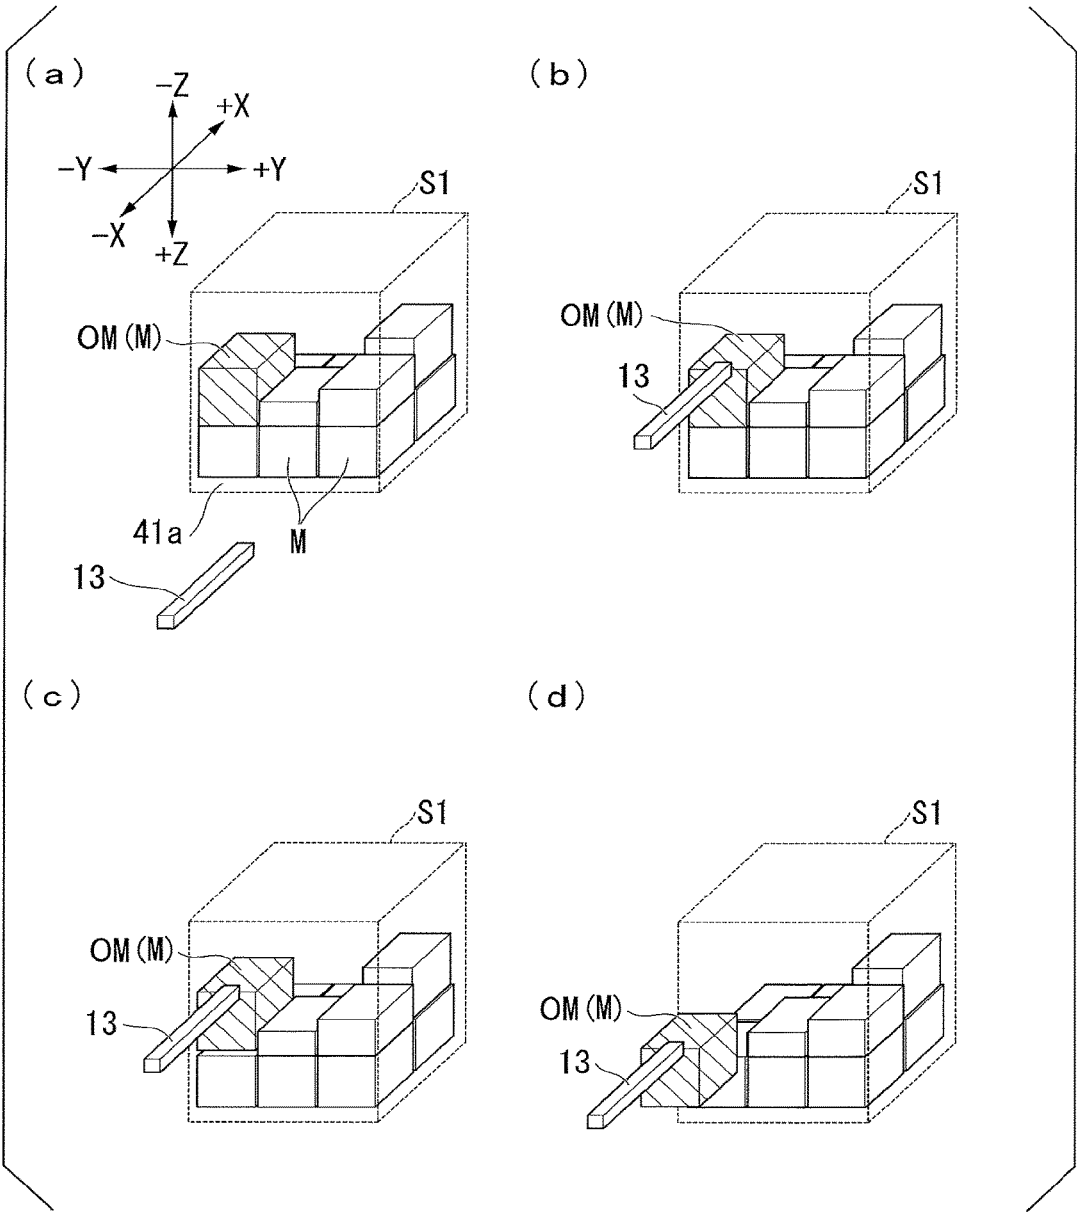 (a)
(b)
−Z
+X
−Y
+Y
−X
+Z
S1
S1
OM(M)
OM(M)
13
41a
M
13
(c)
(d)
S1
S1
OM(M)
OM(M)
13
13